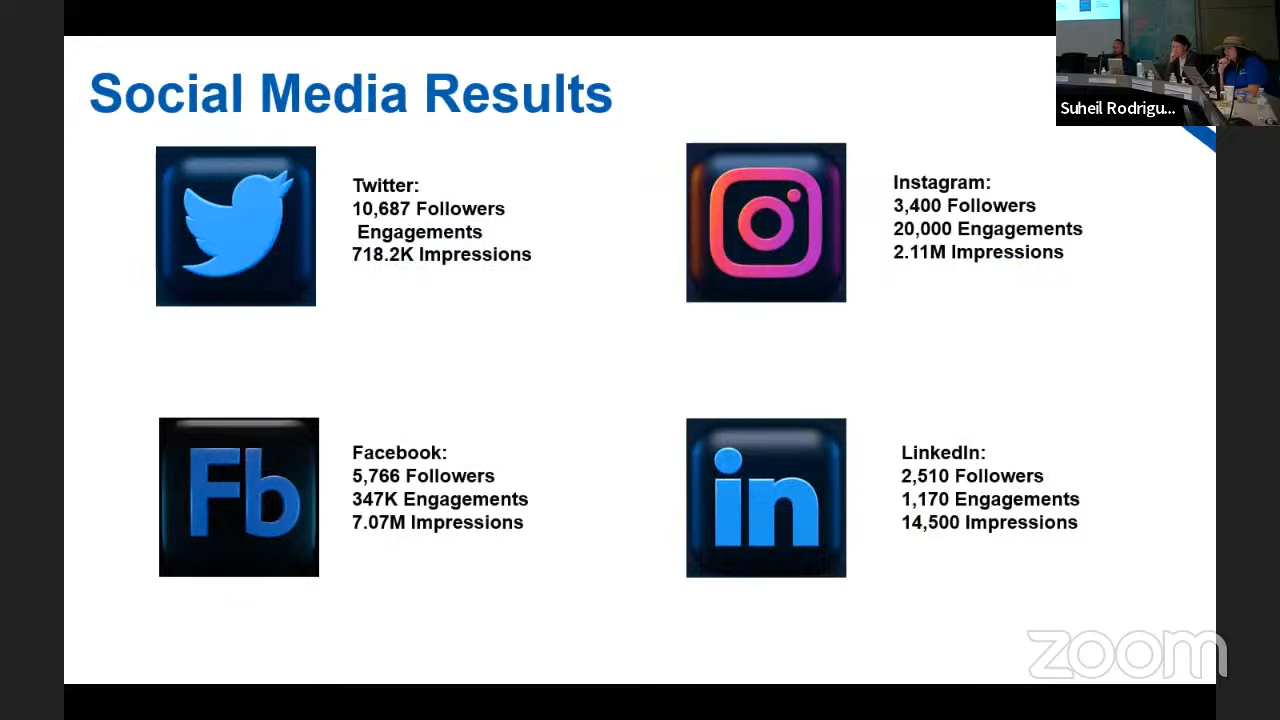 Social Media Results
Suheil Rodrigu...
Twitter:
10,687 Followers
Engagements
718.2K Impressions
Instagram:
3,400 Followers
20,000 Engagements
2.11M Impressions
Fb
Facebook:
5,766 Followers
347K Engagements
7.07M Impressions
in
LinkedIn:
2,510 Followers
1,170 Engagements
14,500 Impressions
zoom